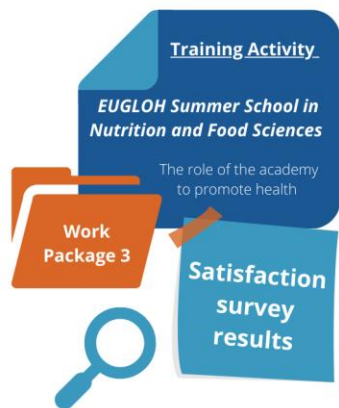 Training Activity
EUGLOH Summer School in
Nutrition and Food Sciences
The role of the academy
to promote health
Work
Package 3
Satisfaction
survey
results